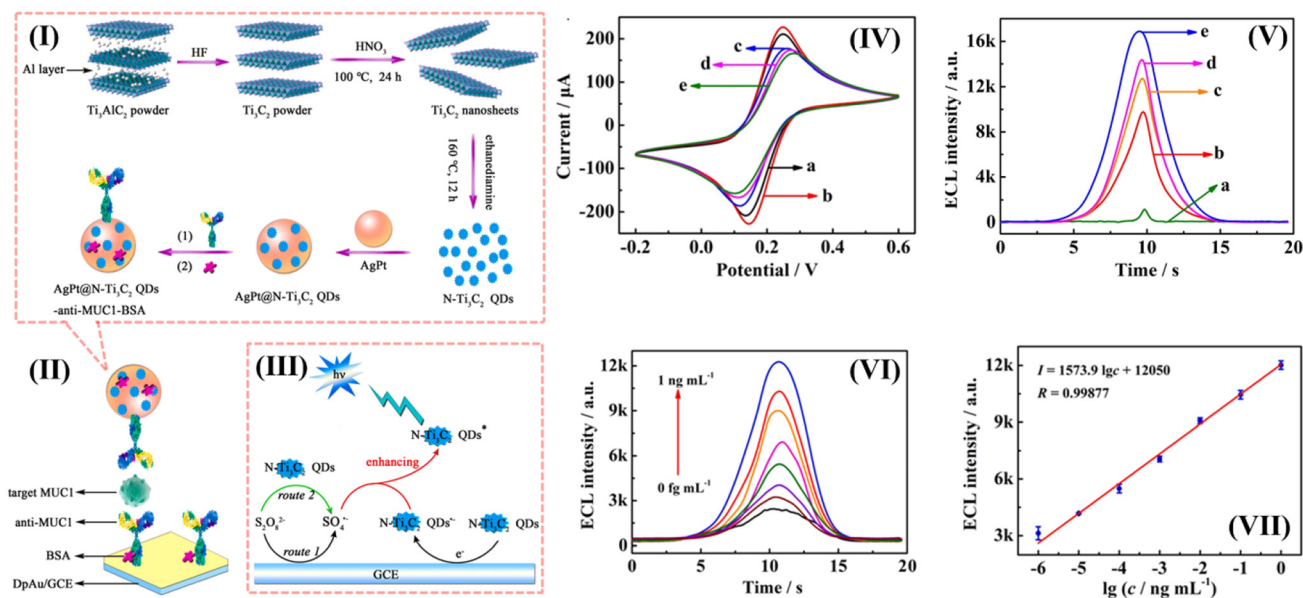 (I)
Al layer
HF
HNO₃
100 °C, 24 h
Ti₃AlC₂ powder
Ti₃C₂ powder
Ti₃C₂ nanosheets
ethanediamine
160 °C, 12 h
(1)
(2)
AgPt
AgPt@N-Ti₃C₂ QDs
-anti-MUC1-BSA
AgPt@N-Ti₃C₂ QDs
N-Ti₃C₂ QDs
(II)
target MUC1
anti-MUC1
BSA
DpAu/GCE
(III)
hν
N-Ti₃C₂ QDs*
enhancing
N-Ti₃C₂ QDs
route 2
S₂O₈²⁻
SO₄•⁻
N-Ti₃C₂ QDs•⁻
N-Ti₃C₂ QDs
route 1
e⁻
GCE
(IV)
Current / µA
200
100
0
-100
-200
c
d
e
a
b
-0.2
0.0
0.2
0.4
0.6
Potential / V
(V)
ECL intensity / a.u.
16k
12k
8k
4k
0
e
d
c
b
a
0
5
10
15
20
Time / s
(VI)
ECL intensity / a.u.
12k
9k
6k
3k
0
1 ng mL⁻¹
0 fg mL⁻¹
0
5
10
15
20
Time / s
(VII)
ECL intensity / a.u.
12k
9k
6k
3k
I = 1573.9 lgc + 12050
R = 0.99877
-6
-5
-4
-3
-2
-1
0
lg (c / ng mL⁻¹)